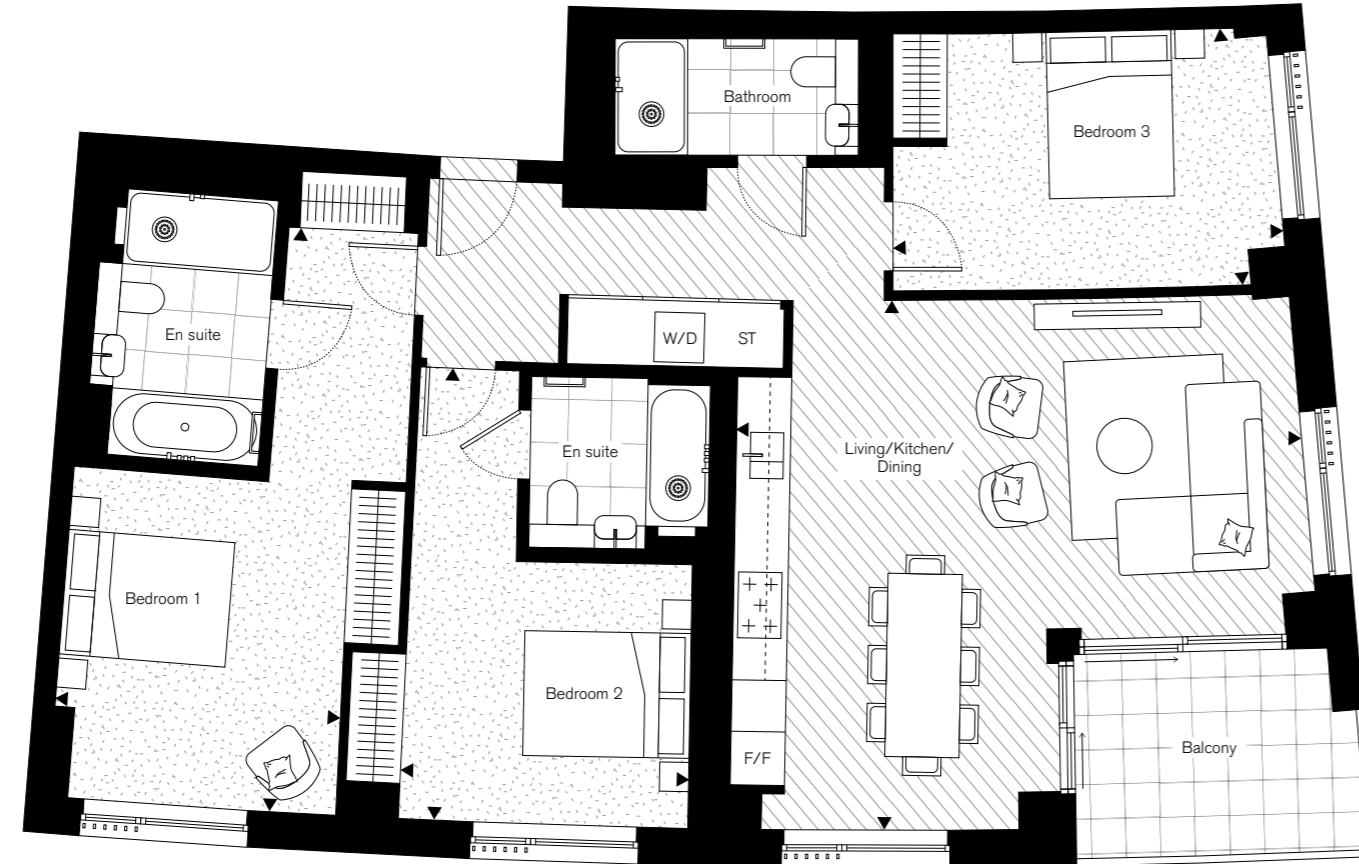 Bathroom
Bedroom 3
En suite
W/D
ST
En suite
Living/Kitchen/
Dining
Bedroom 1
Bedroom 2
F/F
Balcony